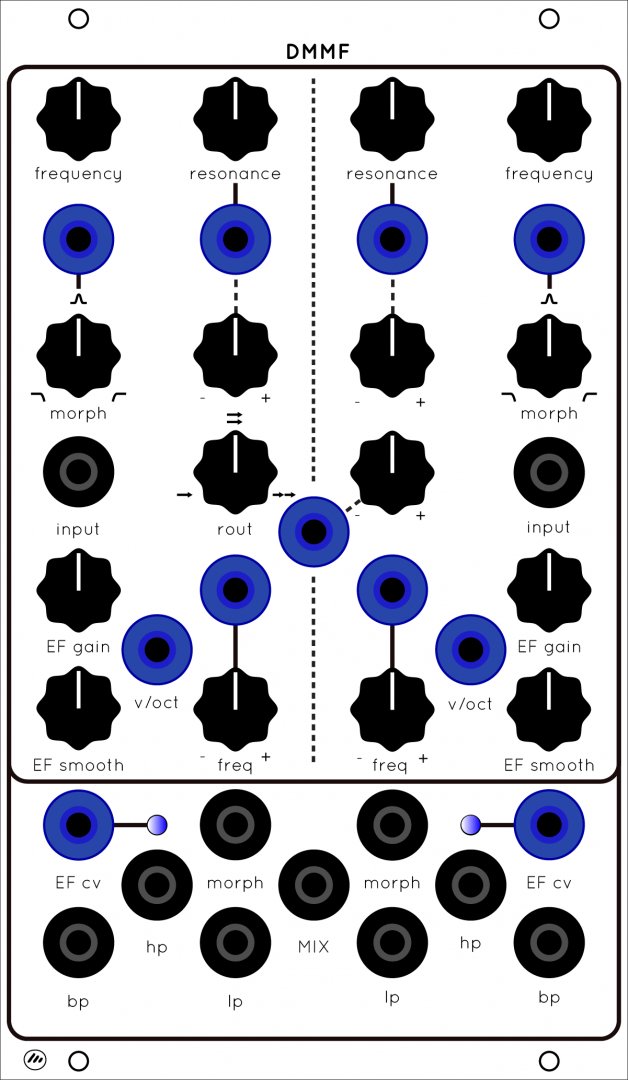 DMMF
frequency resonance resonance frequency
- + - +
morph morph
- +
input rout input
EF gain EF gain
v/oct v/oct
- + - +
EF smooth freq freq EF smooth
EF cv morph morph EF cv
hp MIX hp
bp lp lp bp